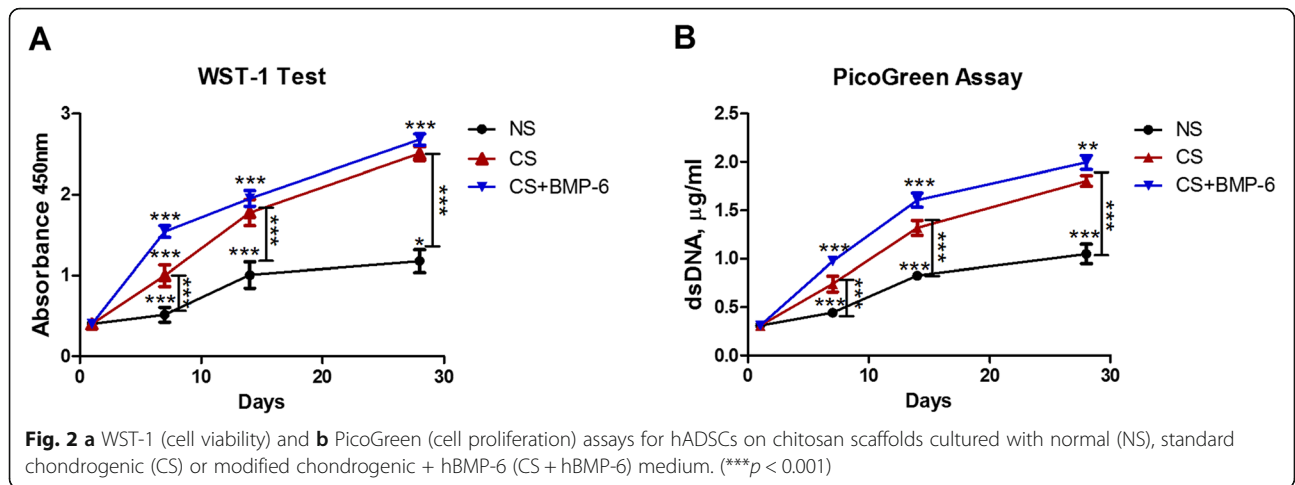 A
WST-1 Test
Absorbance 450nm
3
2
1
0
0 10 20 30
Days
NS
CS
CS+BMP-6
***
***
***
***
***
***
***
***
***
*
B
PicoGreen Assay
dsDNA, µg/ml
2.5
2.0
1.5
1.0
0.5
0.0
0 10 20 30
Days
NS
CS
CS+BMP-6
**
***
***
***
***
***
***
***
***
Fig. 2 a WST-1 (cell viability) and b PicoGreen (cell proliferation) assays for hADSCs on chitosan scaffolds cultured with normal (NS), standard
chondrogenic (CS) or modified chondrogenic + hBMP-6 (CS + hBMP-6) medium. (***p < 0.001)